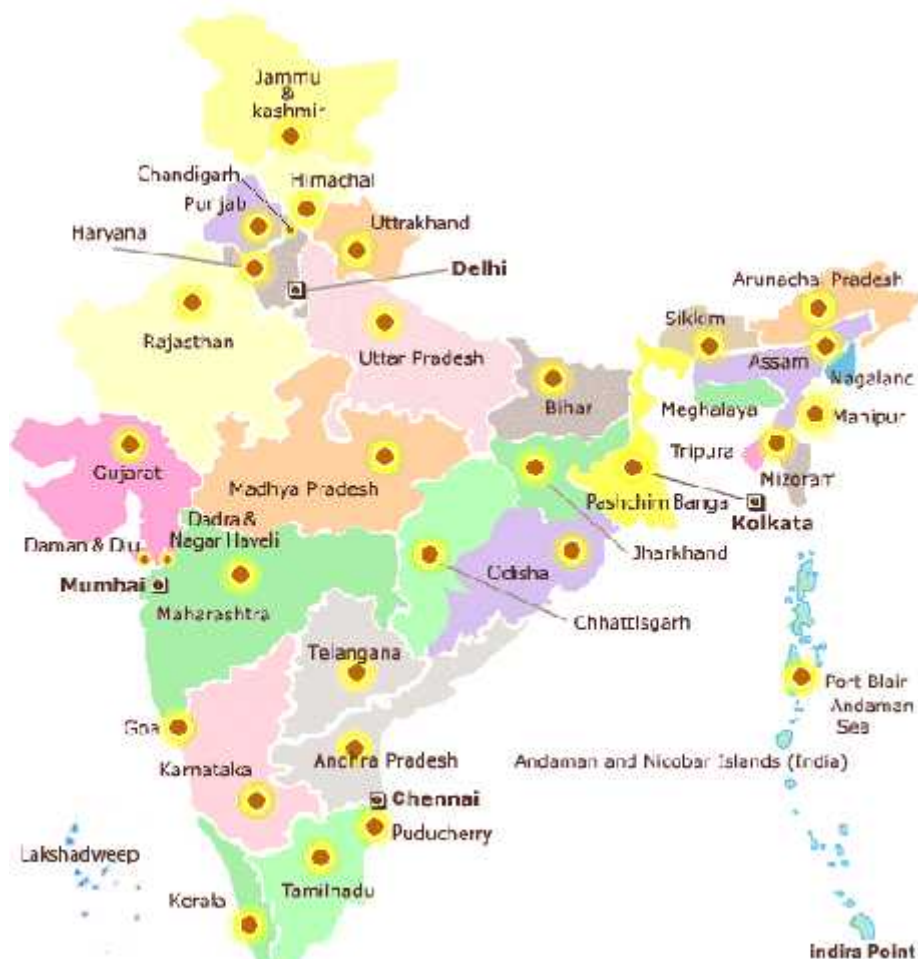 Jammu
&
kashmir
Chandigarh
Himachal
Punjab
Haryana
Uttrakhand
Delhi
Arunachal Pradesh
Rajasthan
Sikkim
Uttar Pradesh
Assam
Nagaland
Bihar
Meghalaya
Manipur
Gujarat
Tripura
Madhya Pradesh
Mizoram
Pashchim Banga
Dadra &
Nagar Haveli
Kolkata
Daman & Diu
Jharkhand
Mumbai
Odisha
Maharashtra
Chhattisgarh
Telangana
Port Blair
Andaman
Sea
Goa
Andhra Pradesh
Andaman and Nicobar Islands (India)
Karnataka
Chennai
Puducherry
Lakshadweep
Tamilnadu
Kerala
Indira Point